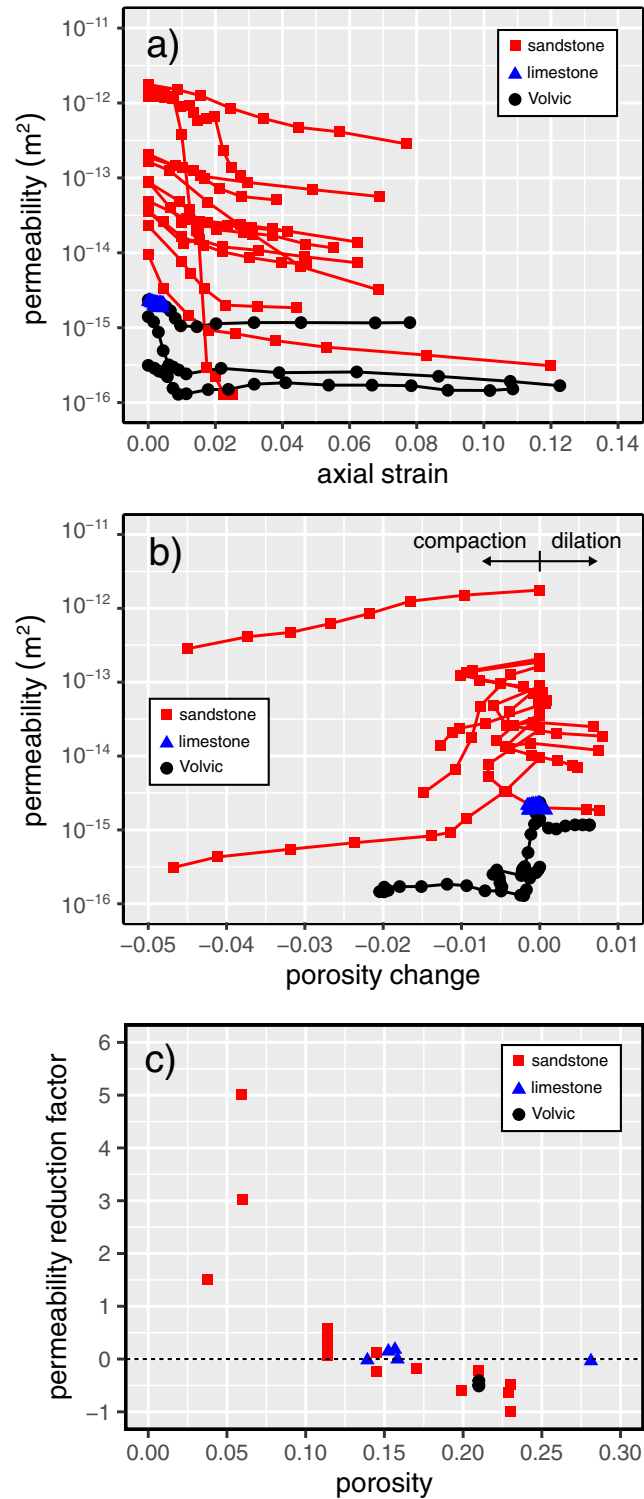 a)
10⁻¹¹
10⁻¹²
10⁻¹³
10⁻¹⁴
10⁻¹⁵
10⁻¹⁶
permeability (m²)
sandstone
limestone
Volvic
0.00 0.02 0.04 0.06 0.08 0.10 0.12 0.14
axial strain
b)
compaction dilation
10⁻¹¹
10⁻¹²
10⁻¹³
10⁻¹⁴
10⁻¹⁵
10⁻¹⁶
permeability (m²)
sandstone
limestone
Volvic
−0.05 −0.04 −0.03 −0.02 −0.01 0.00 0.01
porosity change
c)
6
5
4
3
2
1
0
−1
permeability reduction factor
sandstone
limestone
Volvic
0.00 0.05 0.10 0.15 0.20 0.25 0.30
porosity